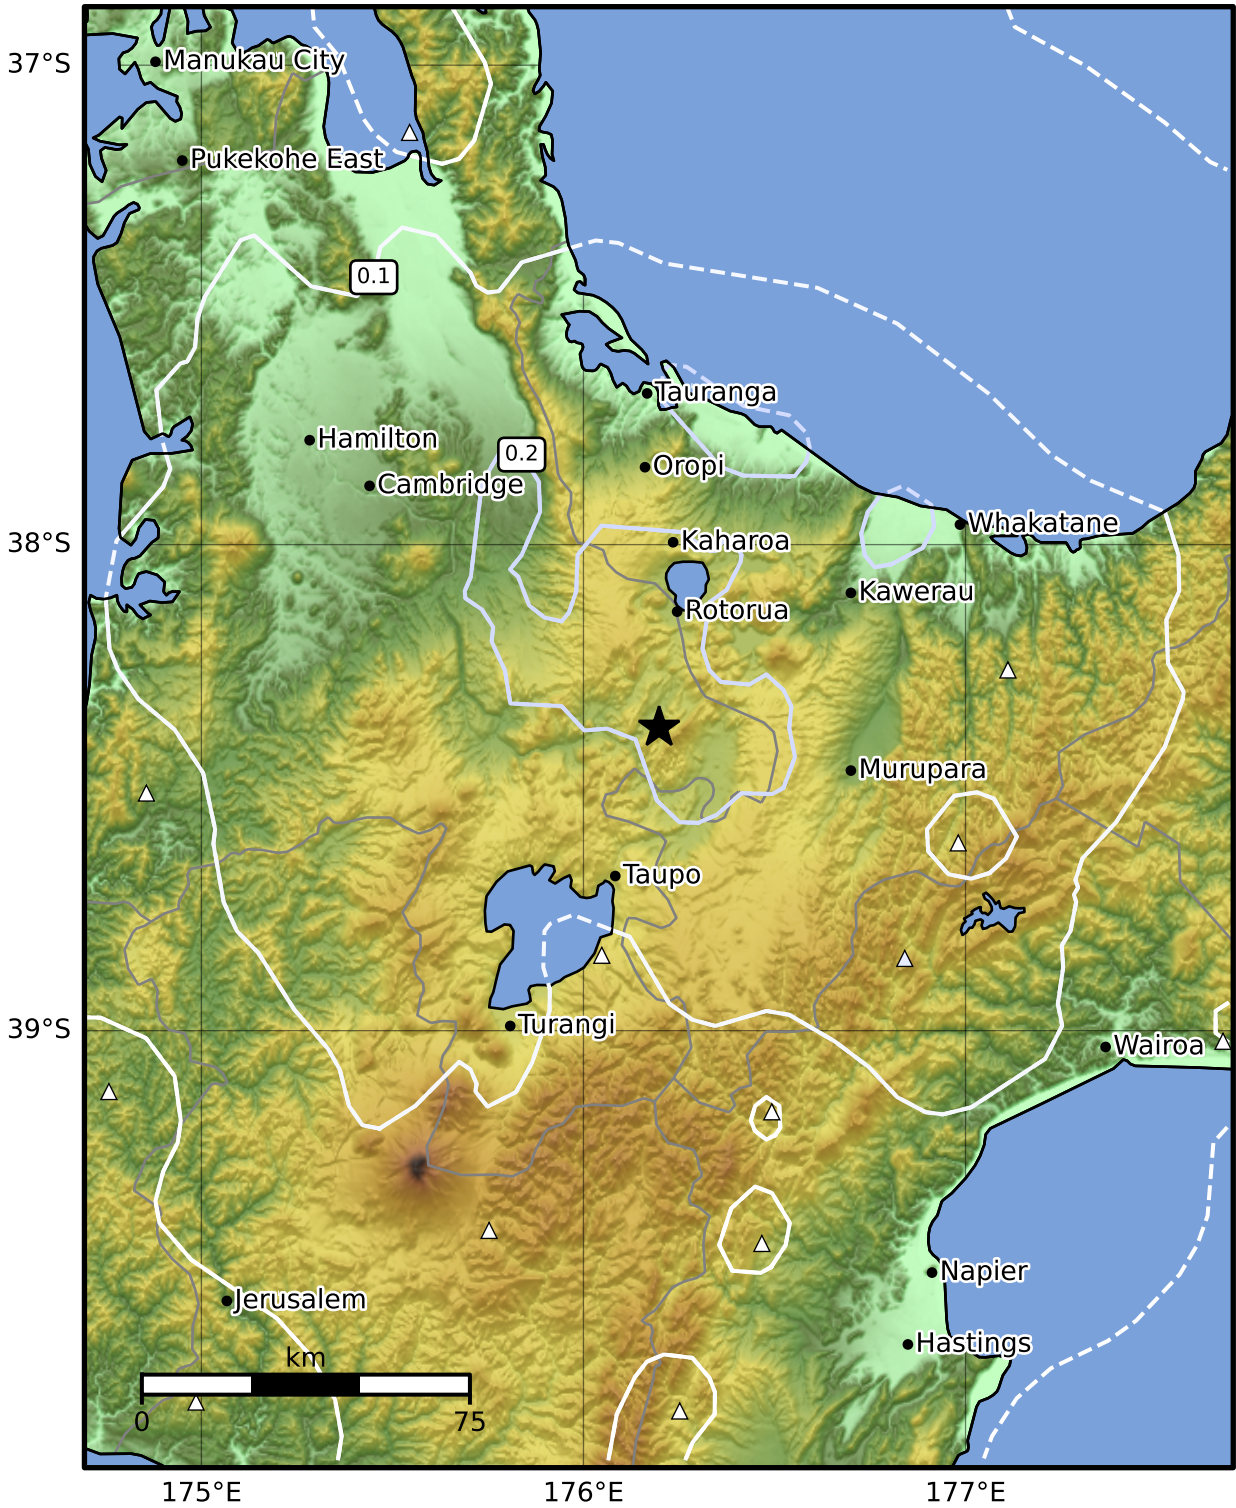 37°S
Manukau City
Pukekohe East
0.1
Tauranga
Hamilton
0.2
Oropi
Cambridge
Whakatane
38°S
Kaharoa
Kawerau
Rotorua
Murupara
Taupo
Turangi
39°S
Wairoa
Napier
Jerusalem
Hastings
km
0
75
175°E
176°E
177°E